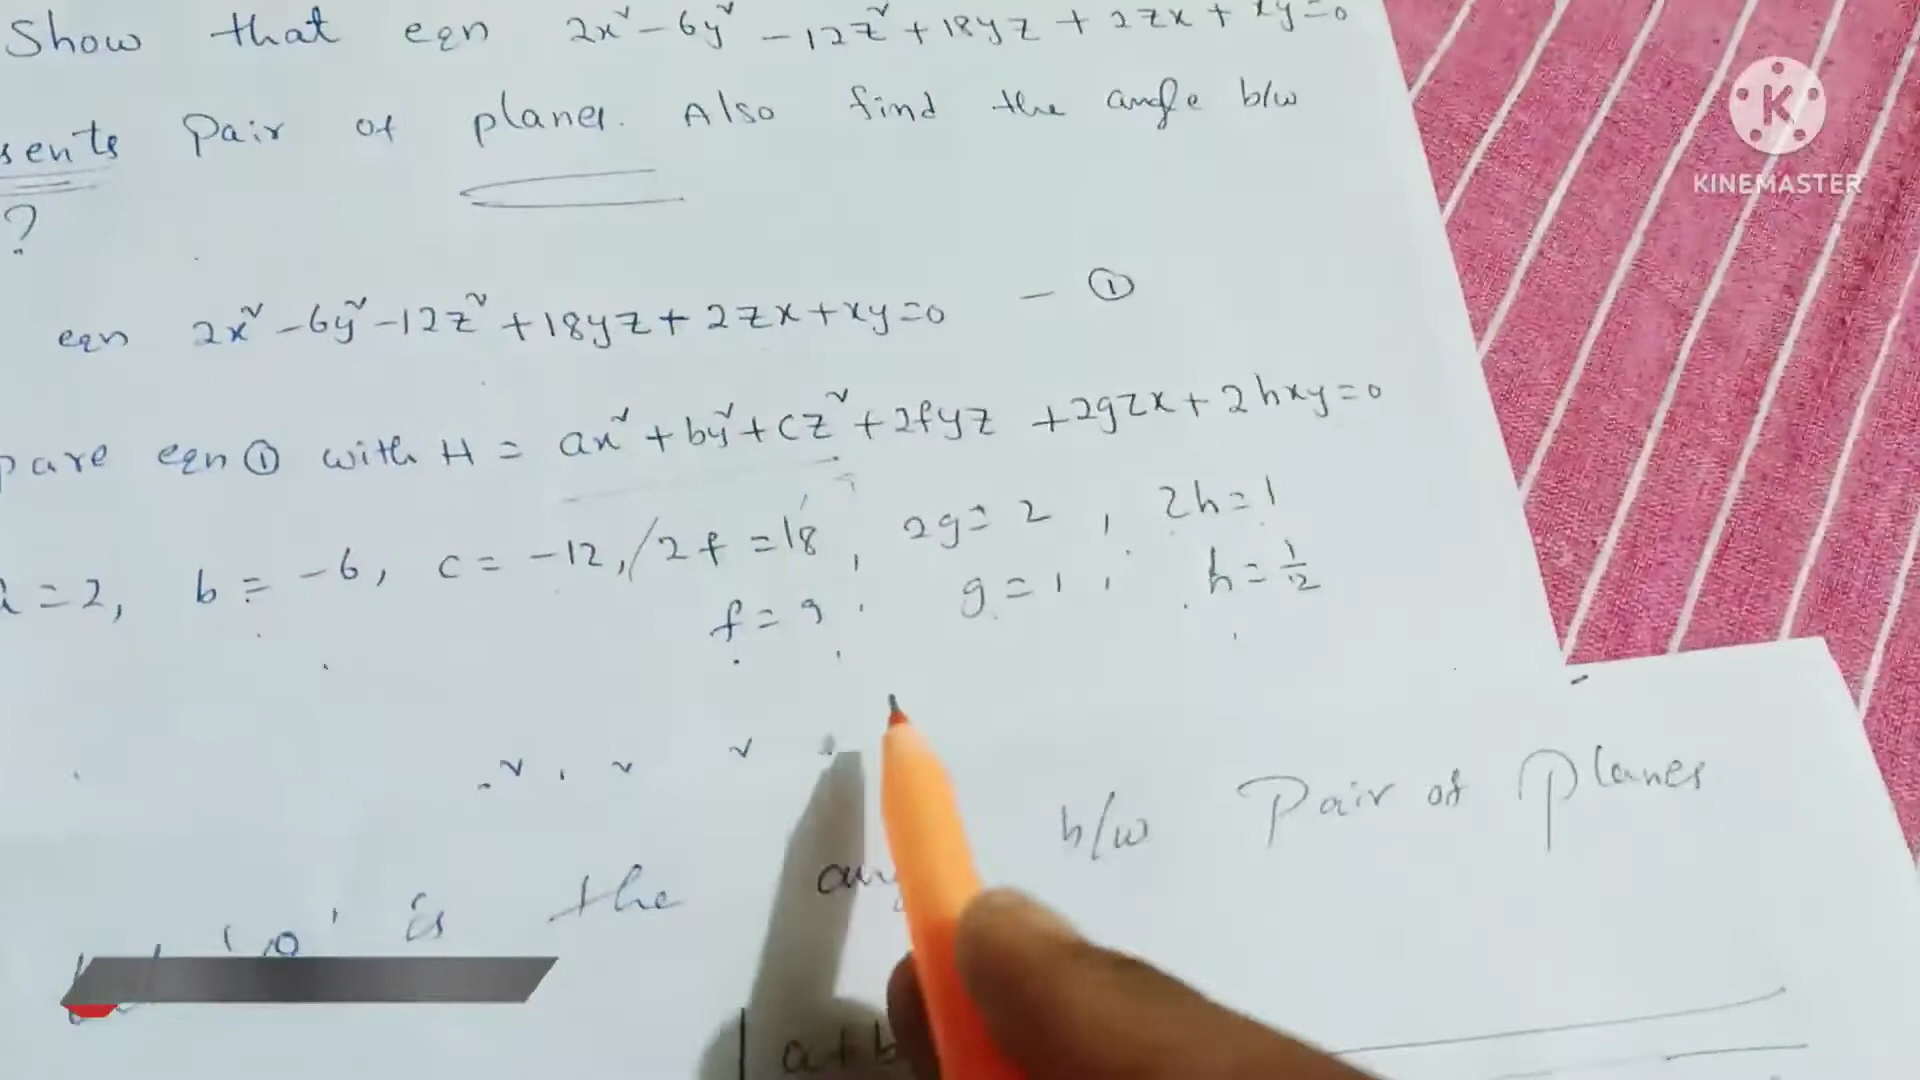 Show that eqn 2x² - 6y² - 12z² + 18yz + 2zx + xy = 0
sents pair of planes. Also find the angle b/w
?
KINEMASTER
eqn 2x² - 6y² - 12z² + 18yz + 2zx + xy = 0 — ①
pare eqn ① with H = ax² + by² + cz² + 2fyz + 2gzx + 2hxy = 0
a = 2, b = -6, c = -12, / 2f = 18, 2g = 2, 2h = 1
f = 9, g = 1, h = 1/2
is the ang b/w Pair of Planes
a+b